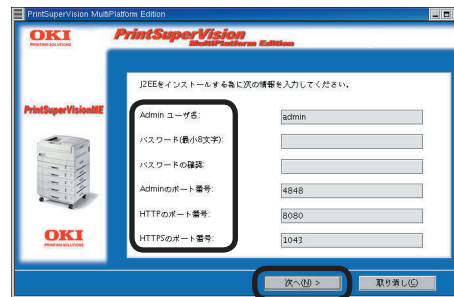 PrintSuperVision MultiPlatform Edition
OKI
PRINTING SOLUTIONS
PrintSuperVision
MultiPlatform Edition
J2EEをインストールする為に次の情報を入力してください。
PrintSuperVisionME
Admin ユーザ名:
admin
パスワード(最小8文字):
パスワードの確認:
Adminのポート番号:
4848
HTTPのポート番号:
8080
HTTPSのポート番号:
1043
OKI
PRINTING SOLUTIONS
次へ(N) >
取り消し(C)